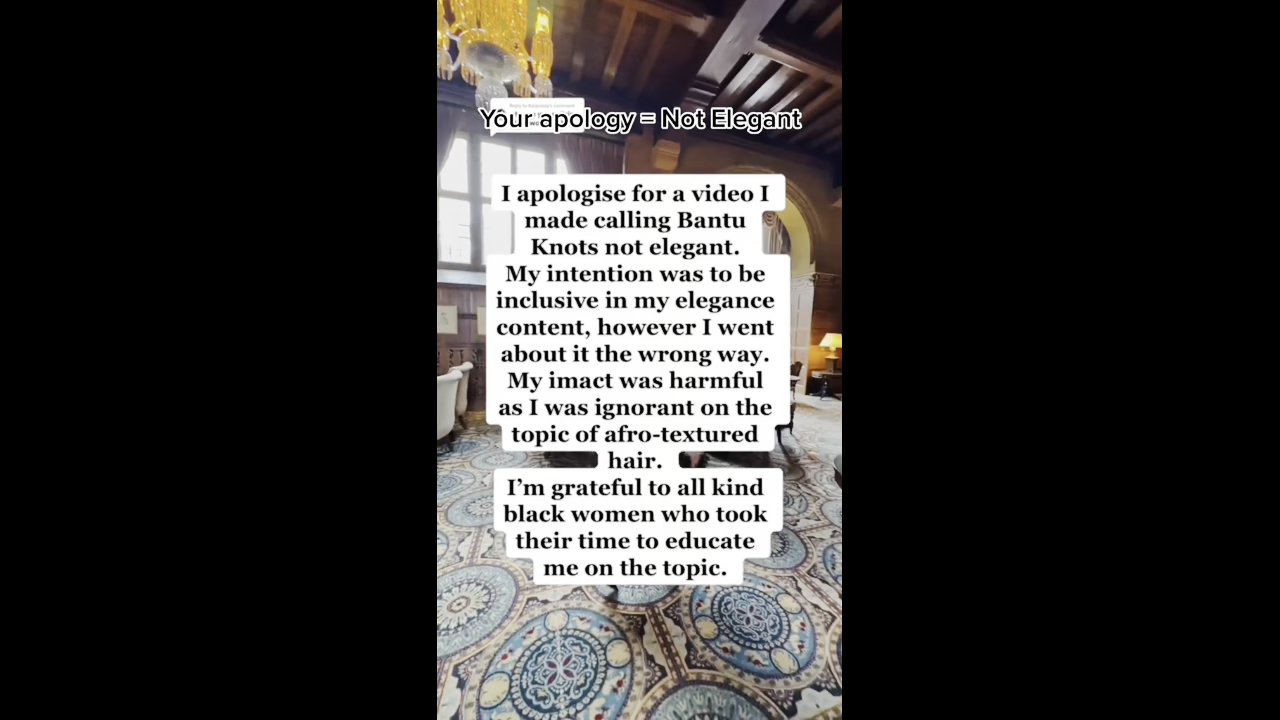 Reply to
comment
Your apology = Not Elegant
I apologise for a video I
made calling Bantu
Knots not elegant.
My intention was to be
inclusive in my elegance
content, however I went
about it the wrong way.
My imact was harmful
as I was ignorant on the
topic of afro-textured
hair.
I'm grateful to all kind
black women who took
their time to educate
me on the topic.